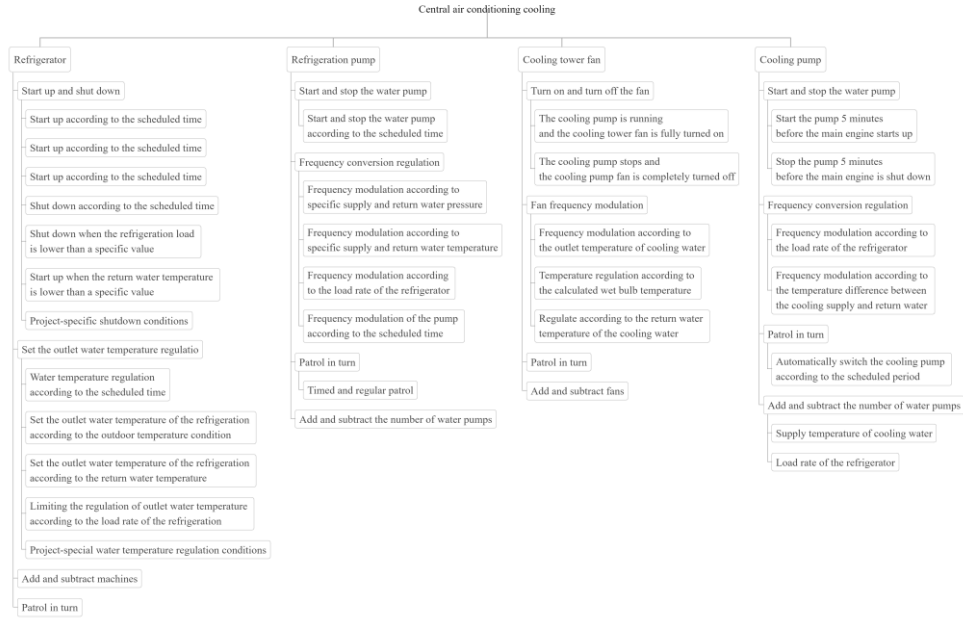 Central air conditioning cooling
Refrigerator
Start up and shut down
Start up according to the scheduled time
Start up according to the scheduled time
Start up according to the scheduled time
Shut down according to the scheduled time
Shut down when the refrigeration load
is lower than a specific value
Start up when the return water temperature
is lower than a specific value
Project-specific shutdown conditions
Set the outlet water temperature regulatio
Water temperature regulation
according to the scheduled time
Set the outlet water temperature of the refrigeration
according to the outdoor temperature condition
Set the outlet water temperature of the refrigeration
according to the return water temperature
Limiting the regulation of outlet water temperature
according to the load rate of the refrigeration
Project-special water temperature regulation conditions
Add and subtract machines
Patrol in turn
Refrigeration pump
Start and stop the water pump
Start and stop the water pump
according to the scheduled time
Frequency conversion regulation
Frequency modulation according to
specific supply and return water pressure
Frequency modulation according to
specific supply and return water temperature
Frequency modulation according
to the load rate of the refrigerator
Frequency modulation of the pump
according to the scheduled time
Patrol in turn
Timed and regular patrol
Add and subtract the number of water pumps
Cooling tower fan
Turn on and turn off the fan
The cooling pump is running
and the cooling tower fan is fully turned on
The cooling pump stops and
the cooling pump fan is completely turned off
Fan frequency modulation
Frequency modulation according to
the outlet temperature of cooling water
Temperature regulation according to
the calculated wet bulb temperature
Regulate according to the return water
temperature of the cooling water
Patrol in turn
Add and subtract fans
Cooling pump
Start and stop the water pump
Start the pump 5 minutes
before the main engine starts up
Stop the pump 5 minutes
before the main engine is shut down
Frequency conversion regulation
Frequency modulation according to
the load rate of the refrigerator
Frequency modulation according to
the temperature difference between
the cooling supply and return water
Patrol in turn
Automatically switch the cooling pump
according to the scheduled period
Add and subtract the number of water pumps
Supply temperature of cooling water
Load rate of the refrigerator